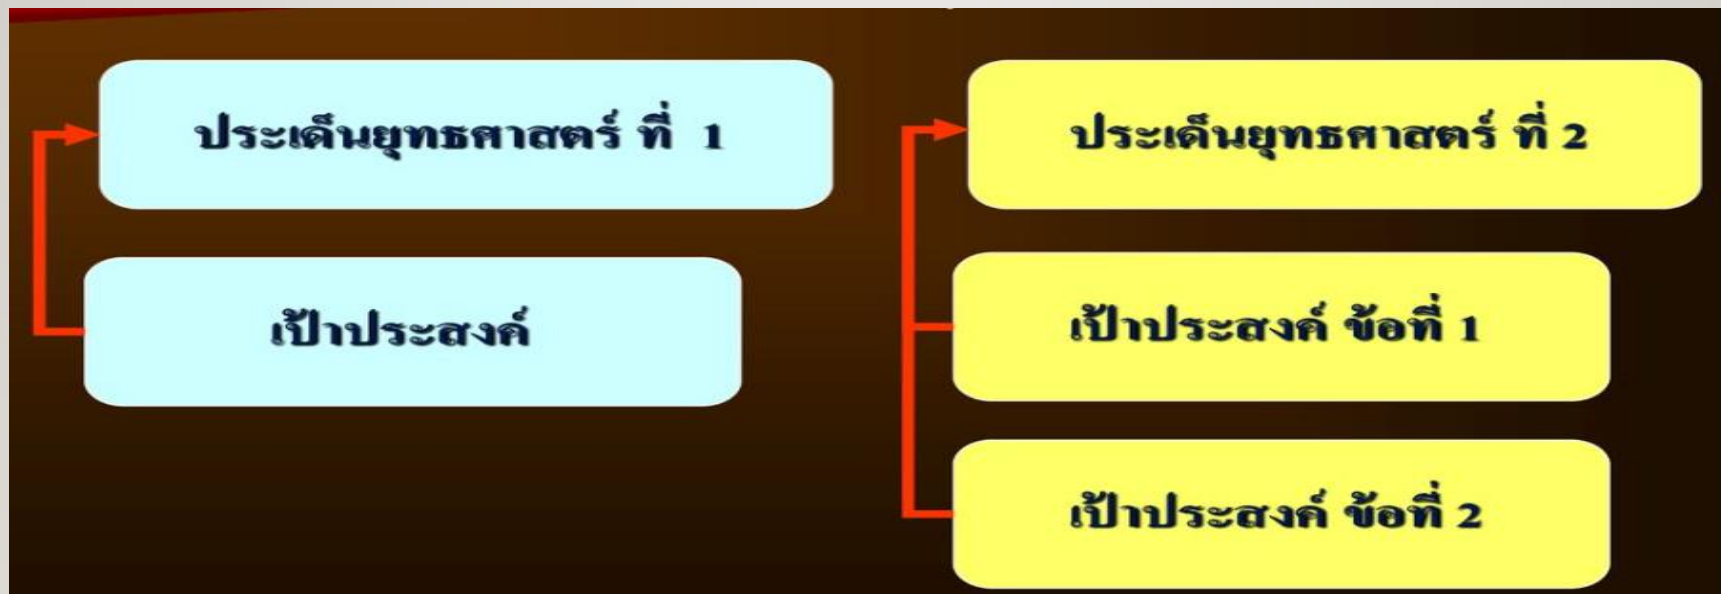 ประเด็นยุทธศาสตร์ ที่ 1
เป้าประสงค์
ประเด็นยุทธศาสตร์ ที่ 2
เป้าประสงค์ ข้อที่ 1
เป้าประสงค์ ข้อที่ 2